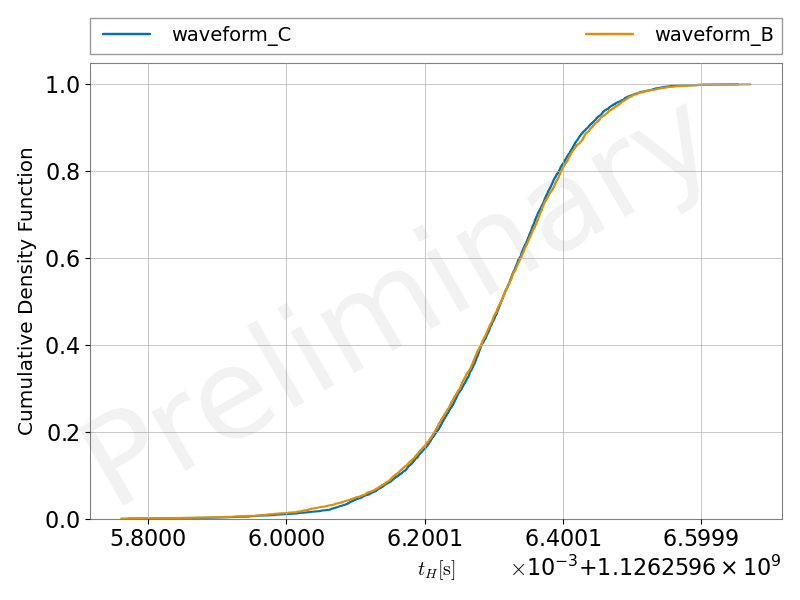 waveform_C waveform_B
Cumulative Density Function
1.0
0.8
0.6
0.4
0.2
0.0
Preliminary
5.8000 6.0000 6.2001 6.4001 6.5999
t_H[s] ×10⁻³+1.1262596 × 10⁹